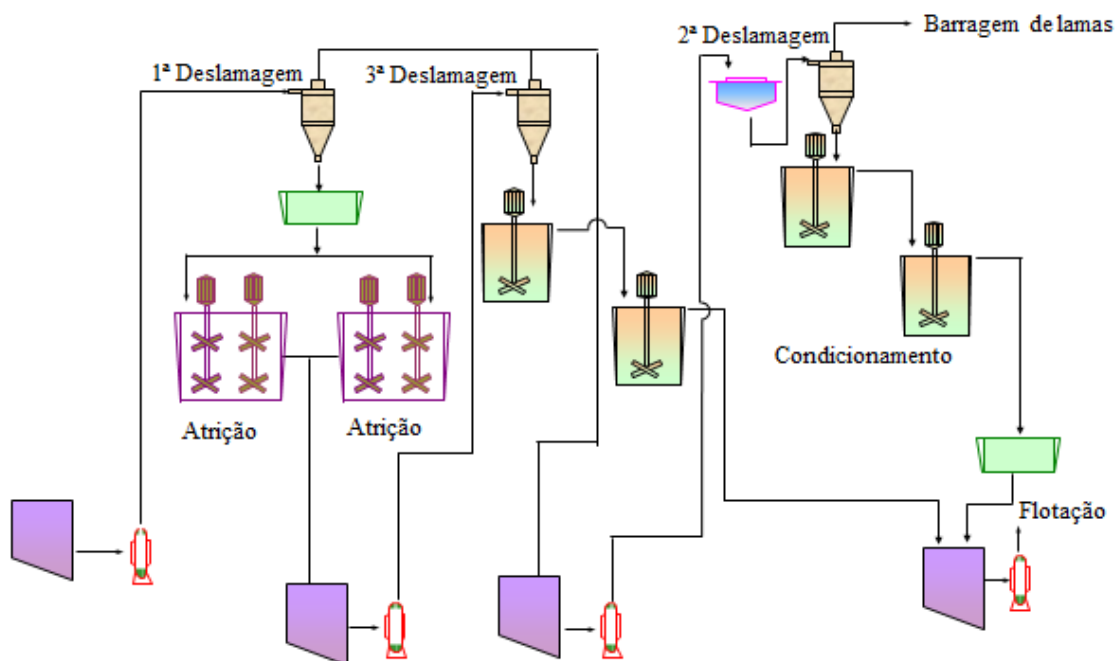 Barragem de lamas
2ª Deslamagem
1ª Deslamagem
3ª Deslamagem
Condicionamento
Atrição
Atrição
Flotação